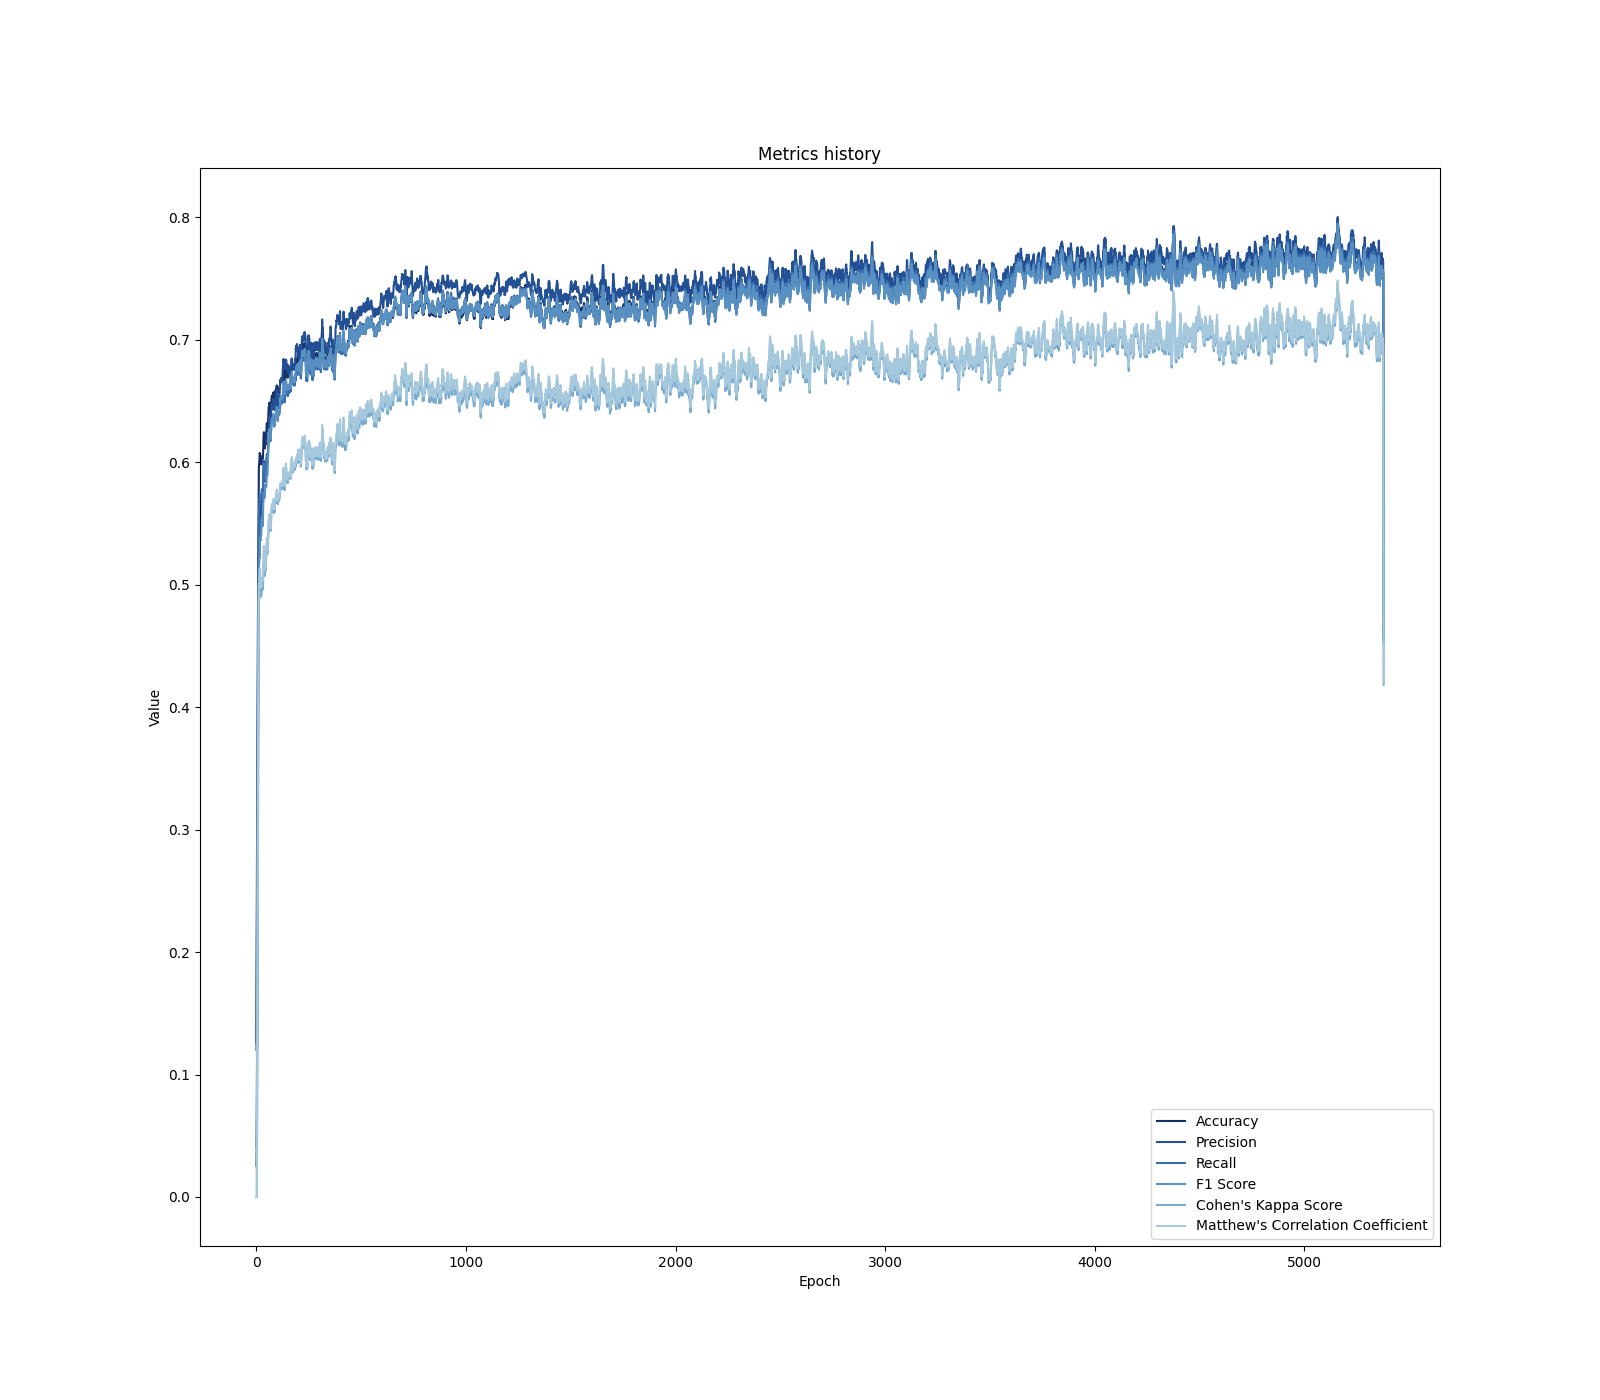 Metrics history
0.8
0.7
0.6
0.5
0.4
0.3
0.2
0.1
0.0
Value
0 1000 2000 3000 4000 5000
Epoch
Accuracy
Precision
Recall
F1 Score
Cohen's Kappa Score
Matthew's Correlation Coefficient